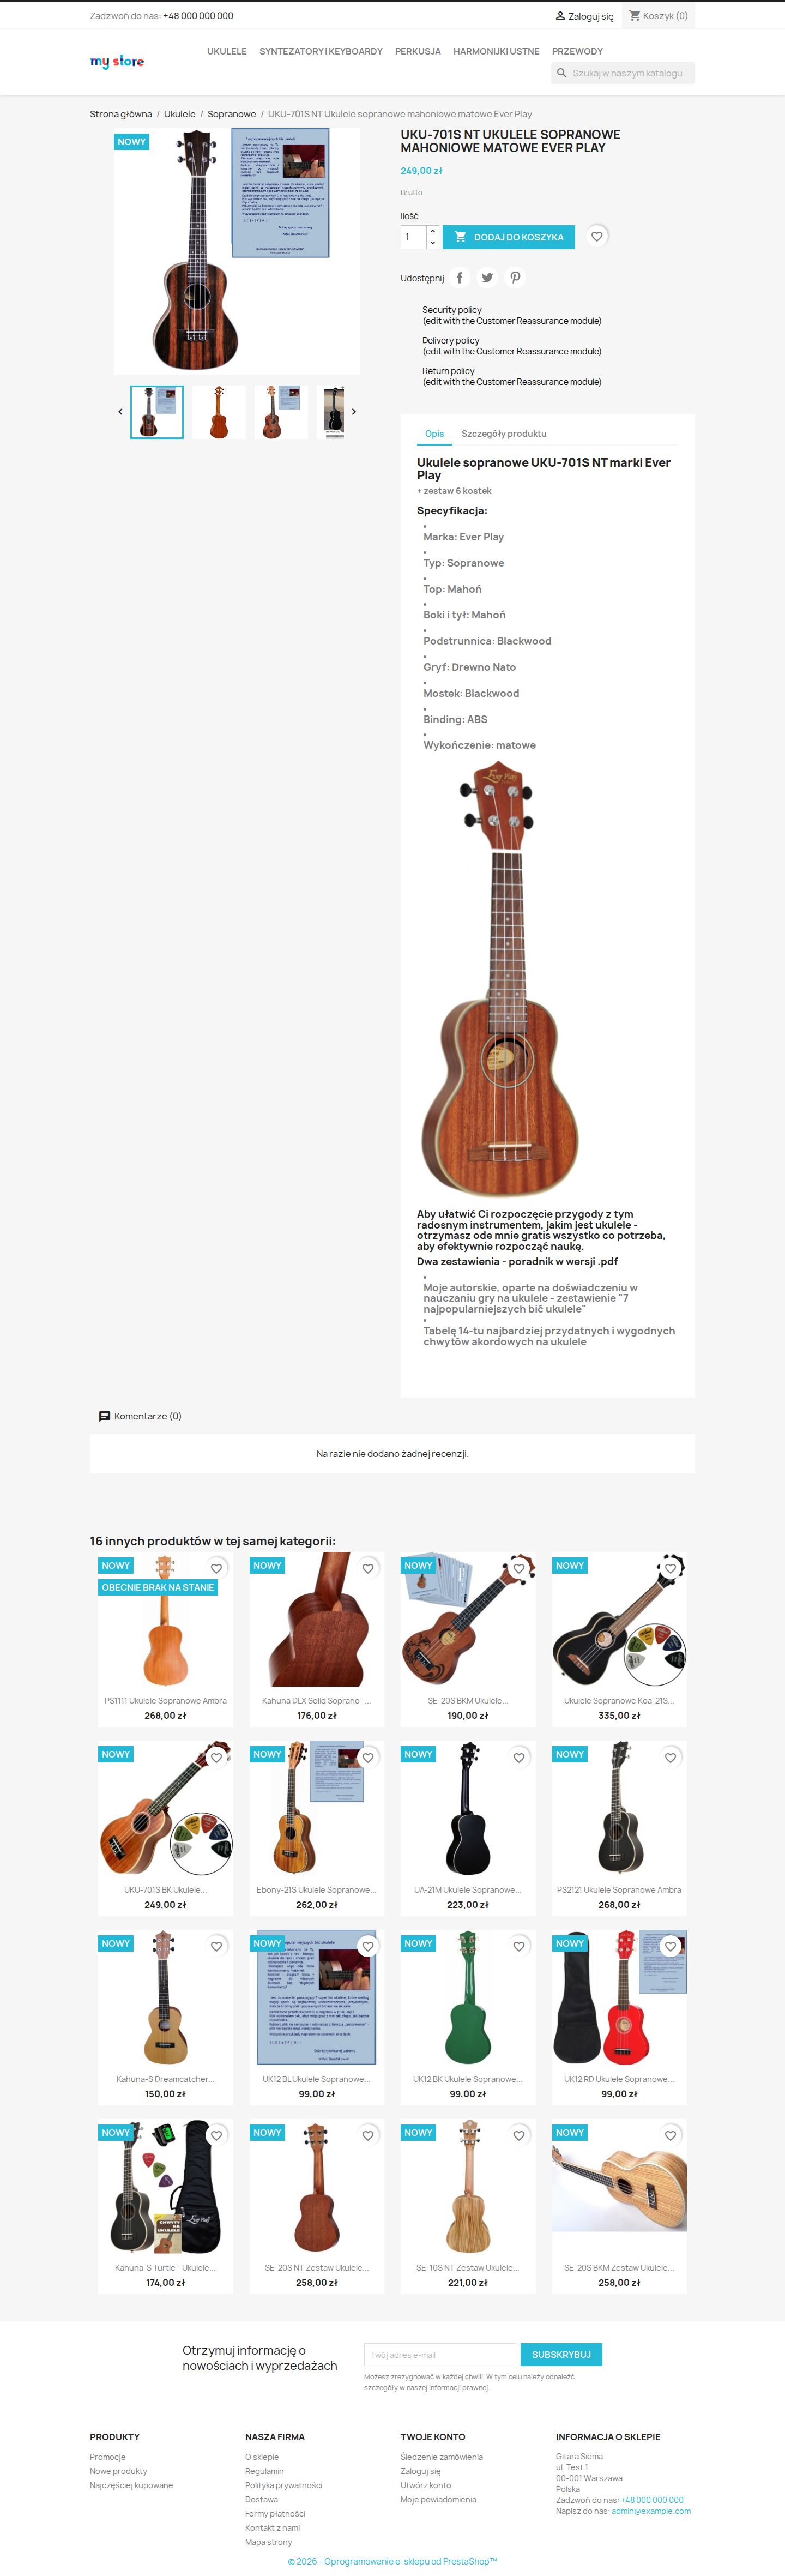 Zadzwoń do nas: +48 000 000 000
Zaloguj się
Koszyk (0)
my store
UKULELE
SYNTEZATORY I KEYBOARDY
PERKUSJA
HARMONIJKI USTNE
PRZEWODY
Szukaj w naszym katalogu
Strona główna / Ukulele / Sopranowe / UKU-701S NT Ukulele sopranowe mahoniowe matowe Ever Play
NOWY
UKU-701S NT UKULELE SOPRANOWE
MAHONIOWE MATOWE EVER PLAY
249,00 zł
Brutto
Ilość
1
DODAJ DO KOSZYKA
Udostępnij
Security policy
(edit with the Customer Reassurance module)
Delivery policy
(edit with the Customer Reassurance module)
Return policy
(edit with the Customer Reassurance module)
Opis
Szczegóły produktu
Ukulele sopranowe UKU-701S NT marki Ever
Play
+ zestaw 6 kostek
Specyfikacja:
Marka: Ever Play
Typ: Sopranowe
Top: Mahoń
Boki i tył: Mahoń
Podstrunnica: Blackwood
Gryf: Drewno Nato
Mostek: Blackwood
Binding: ABS
Wykończenie: matowe
Ever Play
Aby ułatwić Ci rozpoczęcie przygody z tym
radosnym instrumentem, jakim jest ukulele -
otrzymasz ode mnie gratis wszystko co potrzeba,
aby efektywnie rozpocząć naukę.
Dwa zestawienia - poradnik w wersji .pdf
Moje autorskie, oparte na doświadczeniu w
nauczaniu gry na ukulele - zestawienie "7
najpopularniejszych bić ukulele"
Tabelę 14-tu najbardziej przydatnych i wygodnych
chwytów akordowych na ukulele
Komentarze (0)
Na razie nie dodano żadnej recenzji.
16 innych produktów w tej samej kategorii:
NOWY
OBECNIE BRAK NA STANIE
PS1111 Ukulele Sopranowe Ambra
268,00 zł
NOWY
Kahuna DLX Solid Soprano -...
176,00 zł
NOWY
SE-20S BKM Ukulele...
190,00 zł
NOWY
Ukulele Sopranowe Koa-21S...
335,00 zł
NOWY
UKU-701S BK Ukulele...
249,00 zł
NOWY
Ebony-21S Ukulele Sopranowe...
262,00 zł
NOWY
UA-21M Ukulele Sopranowe...
223,00 zł
NOWY
PS2121 Ukulele Sopranowe Ambra
268,00 zł
NOWY
Kahuna-S Dreamcatcher...
150,00 zł
NOWY
UK12 BL Ukulele Sopranowe...
99,00 zł
NOWY
UK12 BK Ukulele Sopranowe...
99,00 zł
NOWY
UK12 RD Ukulele Sopranowe...
99,00 zł
NOWY
CHWYTY
NA
UKULELE
Ever Play
Kahuna-S Turtle - Ukulele...
174,00 zł
NOWY
SE-20S NT Zestaw Ukulele...
258,00 zł
NOWY
SE-10S NT Zestaw Ukulele...
221,00 zł
NOWY
SE-20S BKM Zestaw Ukulele...
258,00 zł
Otrzymuj informację o
nowościach i wyprzedażach
Twój adres e-mail
SUBSKRYBUJ
Możesz zrezygnować w każdej chwili. W tym celu należy odnaleźć
szczegóły w naszej informacji prawnej.
PRODUKTY
Promocje
Nowe produkty
Najczęściej kupowane
NASZA FIRMA
O sklepie
Regulamin
Polityka prywatności
Dostawa
Formy płatności
Kontakt z nami
Mapa strony
TWOJE KONTO
Śledzenie zamówienia
Zaloguj się
Utwórz konto
Moje powiadomienia
INFORMACJA O SKLEPIE
Gitara Siema
ul. Test 1
00-001 Warszawa
Polska
Zadzwoń do nas: +48 000 000 000
Napisz do nas: admin@example.com
© 2026 - Oprogramowanie e-sklepu od PrestaShop™